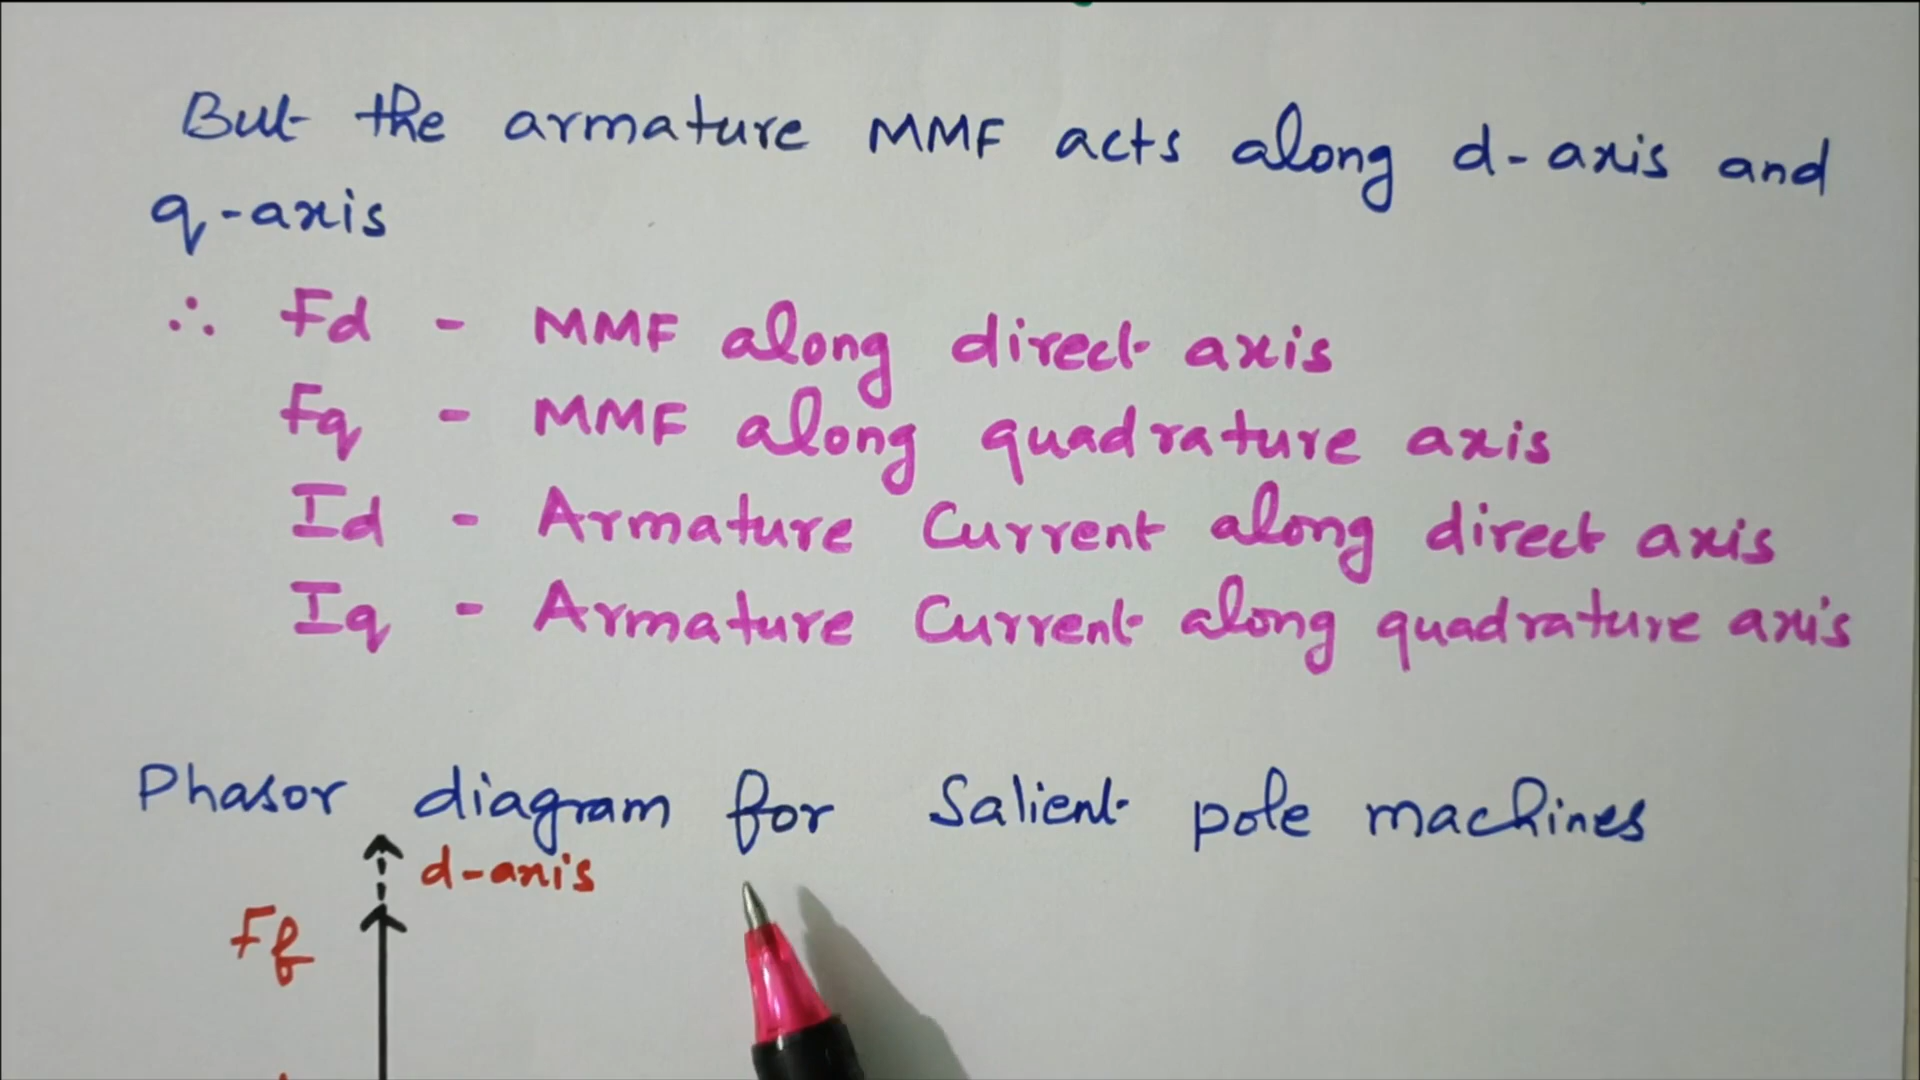 But the armature MMF acts along d-axis and
q-axis
∴ Fd - MMF along direct axis
Fq - MMF along quadrature axis
Id - Armature Current along direct axis
Iq - Armature Current along quadrature axis
Phasor diagram for Salient pole machines
d-axis
Ff